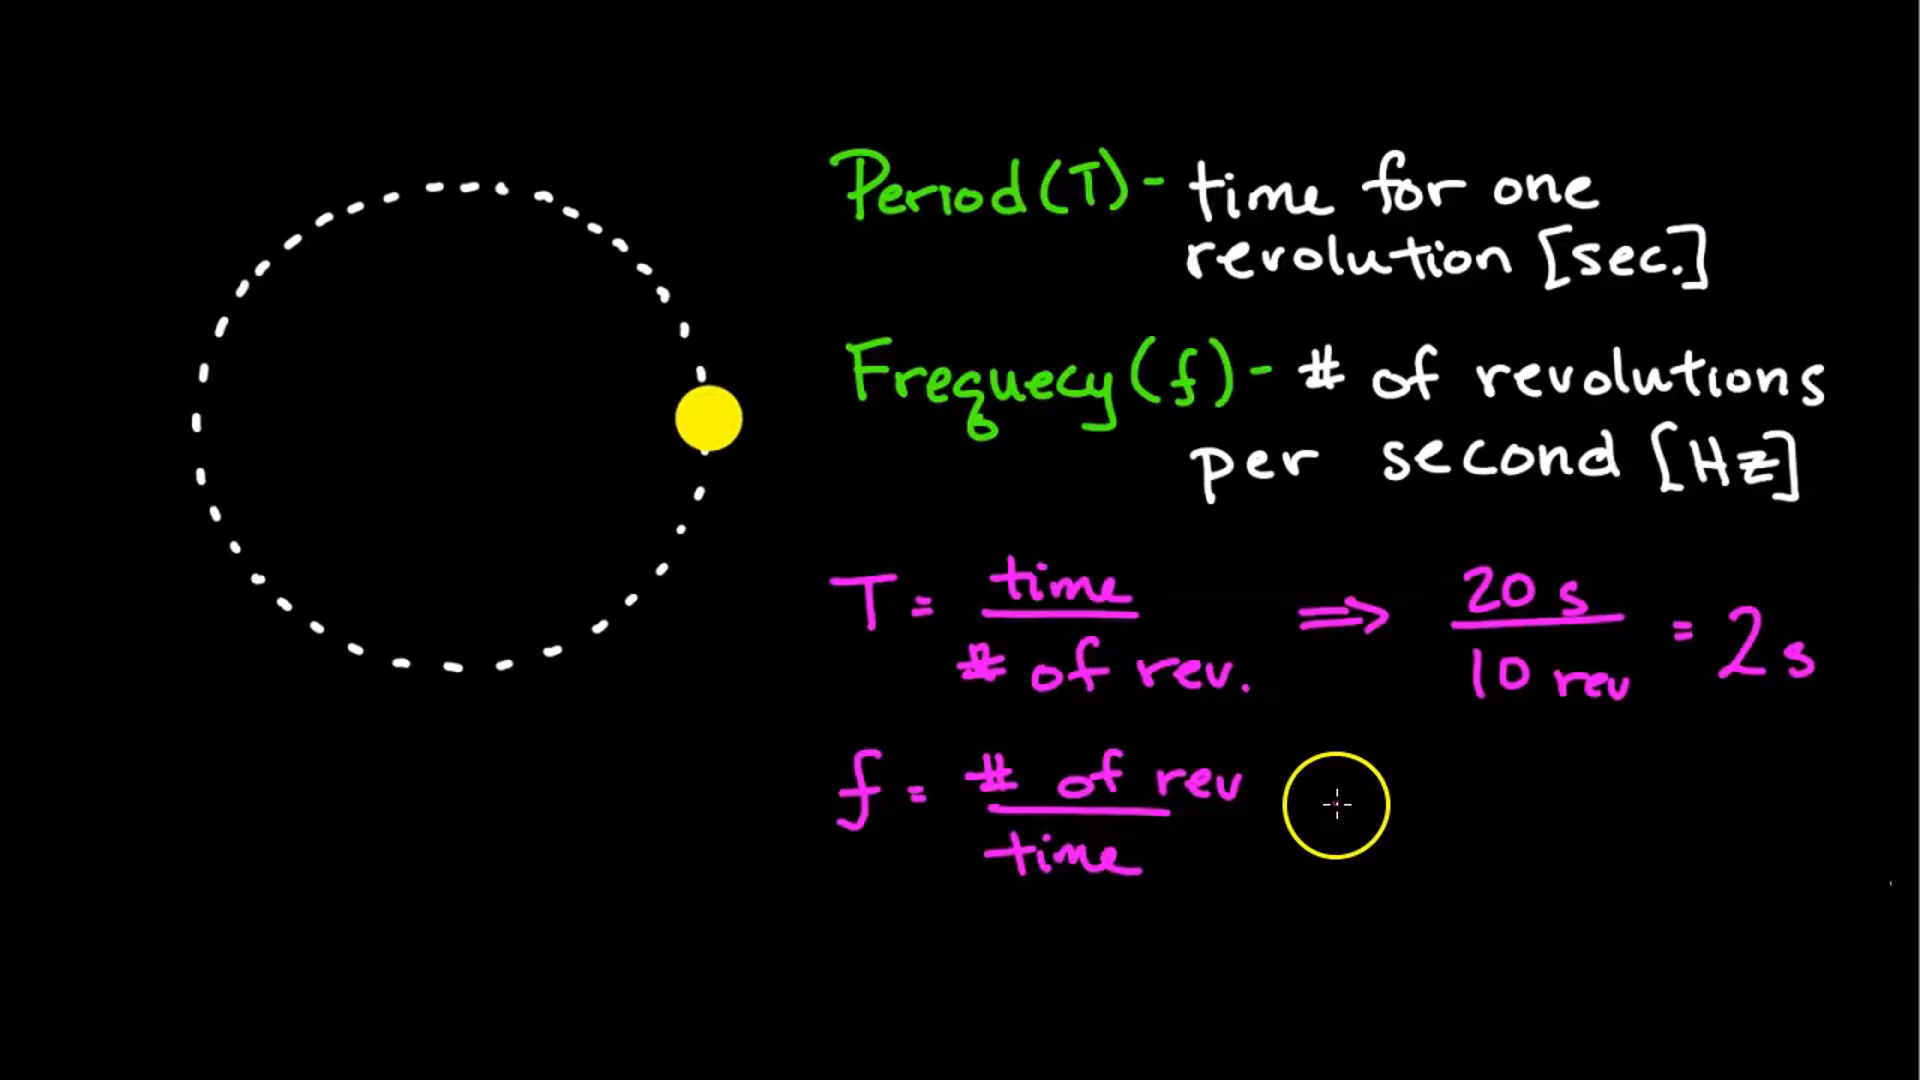 Period (T) - time for one
revolution [sec.]
Frequecy (f) - # of revolutions
per second [Hz]
T = time / # of rev. ⇒ 20 s / 10 rev = 2 s
f = # of rev / time